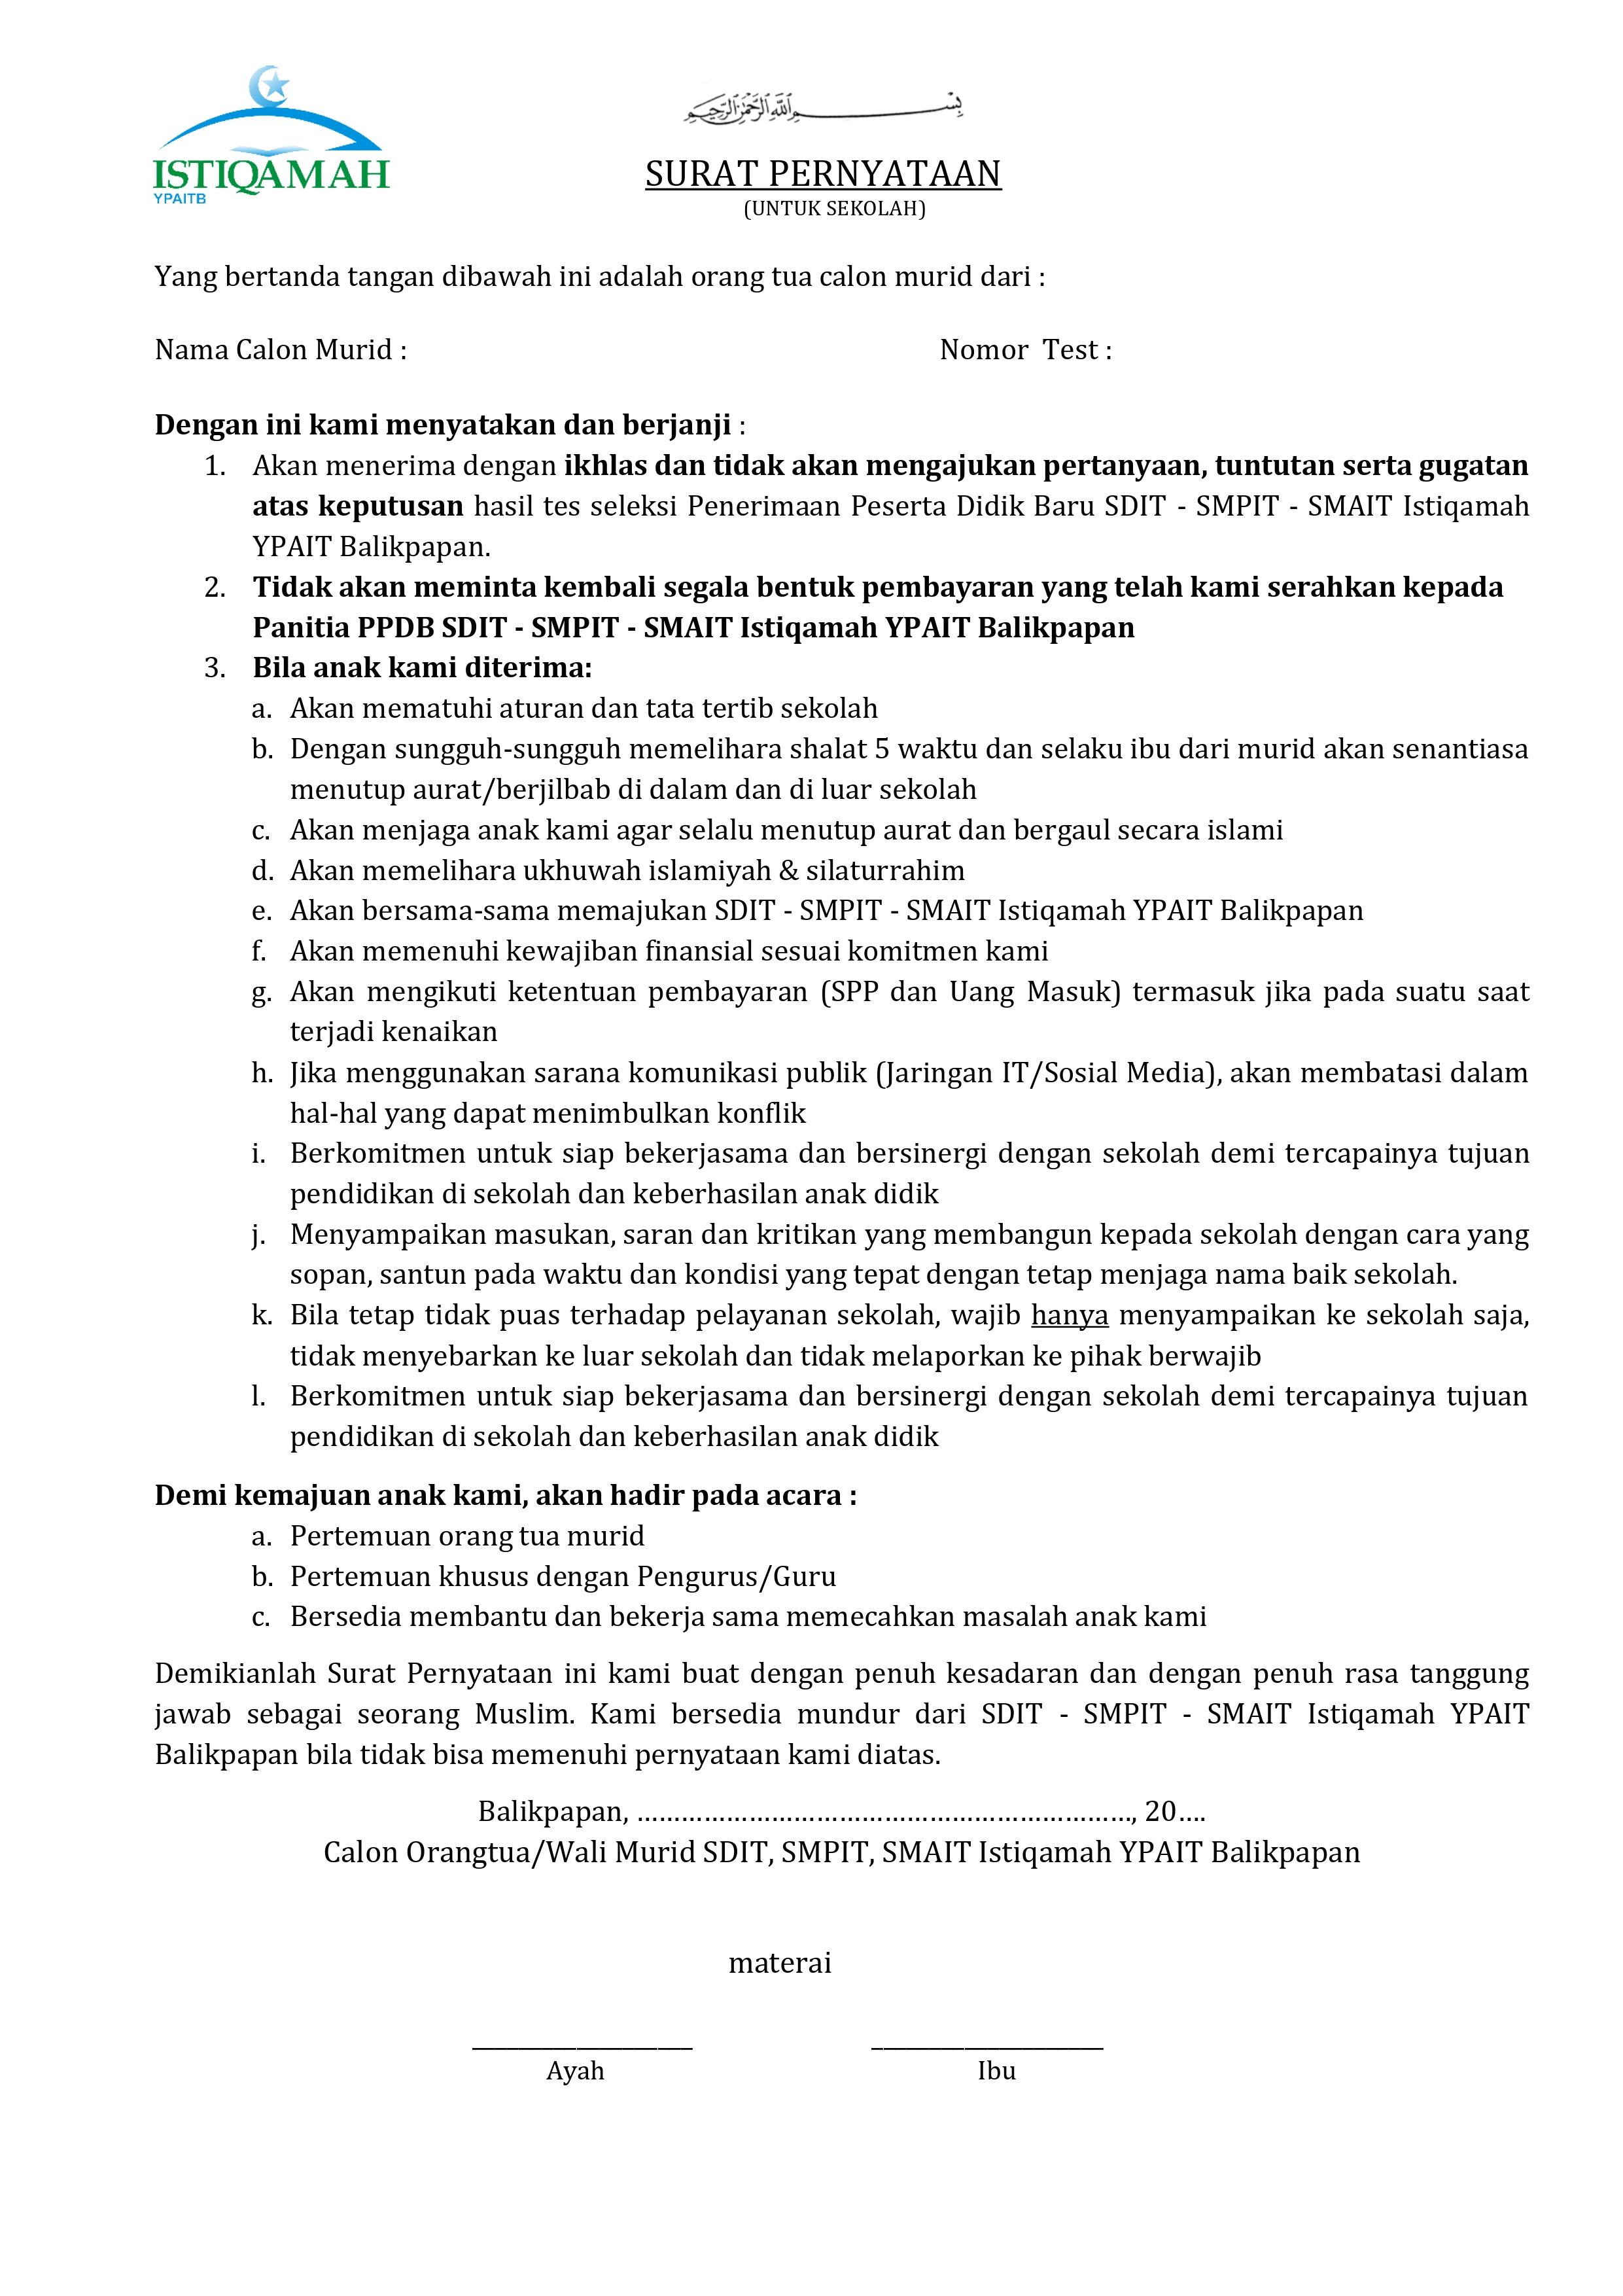 ISTIQAMAH
YPAITB
بِسْمِ اللهِ الرَّحْمٰنِ الرَّحِيْمِ
SURAT PERNYATAAN
(UNTUK SEKOLAH)
Yang bertanda tangan dibawah ini adalah orang tua calon murid dari :
Nama Calon Murid : Nomor Test :
Dengan ini kami menyatakan dan berjanji :
1. Akan menerima dengan ikhlas dan tidak akan mengajukan pertanyaan, tuntutan serta gugatan
atas keputusan hasil tes seleksi Penerimaan Peserta Didik Baru SDIT - SMPIT - SMAIT Istiqamah
YPAIT Balikpapan.
2. Tidak akan meminta kembali segala bentuk pembayaran yang telah kami serahkan kepada
Panitia PPDB SDIT - SMPIT - SMAIT Istiqamah YPAIT Balikpapan
3. Bila anak kami diterima:
a. Akan mematuhi aturan dan tata tertib sekolah
b. Dengan sungguh-sungguh memelihara shalat 5 waktu dan selaku ibu dari murid akan senantiasa
menutup aurat/berjilbab di dalam dan di luar sekolah
c. Akan menjaga anak kami agar selalu menutup aurat dan bergaul secara islami
d. Akan memelihara ukhuwah islamiyah & silaturrahim
e. Akan bersama-sama memajukan SDIT - SMPIT - SMAIT Istiqamah YPAIT Balikpapan
f. Akan memenuhi kewajiban finansial sesuai komitmen kami
g. Akan mengikuti ketentuan pembayaran (SPP dan Uang Masuk) termasuk jika pada suatu saat
terjadi kenaikan
h. Jika menggunakan sarana komunikasi publik (Jaringan IT/Sosial Media), akan membatasi dalam
hal-hal yang dapat menimbulkan konflik
i. Berkomitmen untuk siap bekerjasama dan bersinergi dengan sekolah demi tercapainya tujuan
pendidikan di sekolah dan keberhasilan anak didik
j. Menyampaikan masukan, saran dan kritikan yang membangun kepada sekolah dengan cara yang
sopan, santun pada waktu dan kondisi yang tepat dengan tetap menjaga nama baik sekolah.
k. Bila tetap tidak puas terhadap pelayanan sekolah, wajib hanya menyampaikan ke sekolah saja,
tidak menyebarkan ke luar sekolah dan tidak melaporkan ke pihak berwajib
l. Berkomitmen untuk siap bekerjasama dan bersinergi dengan sekolah demi tercapainya tujuan
pendidikan di sekolah dan keberhasilan anak didik
Demi kemajuan anak kami, akan hadir pada acara :
a. Pertemuan orang tua murid
b. Pertemuan khusus dengan Pengurus/Guru
c. Bersedia membantu dan bekerja sama memecahkan masalah anak kami
Demikianlah Surat Pernyataan ini kami buat dengan penuh kesadaran dan dengan penuh rasa tanggung
jawab sebagai seorang Muslim. Kami bersedia mundur dari SDIT - SMPIT - SMAIT Istiqamah YPAIT
Balikpapan bila tidak bisa memenuhi pernyataan kami diatas.
Balikpapan, …………………………………………………………, 20….
Calon Orangtua/Wali Murid SDIT, SMPIT, SMAIT Istiqamah YPAIT Balikpapan
materai
___________________ ____________________
Ayah Ibu